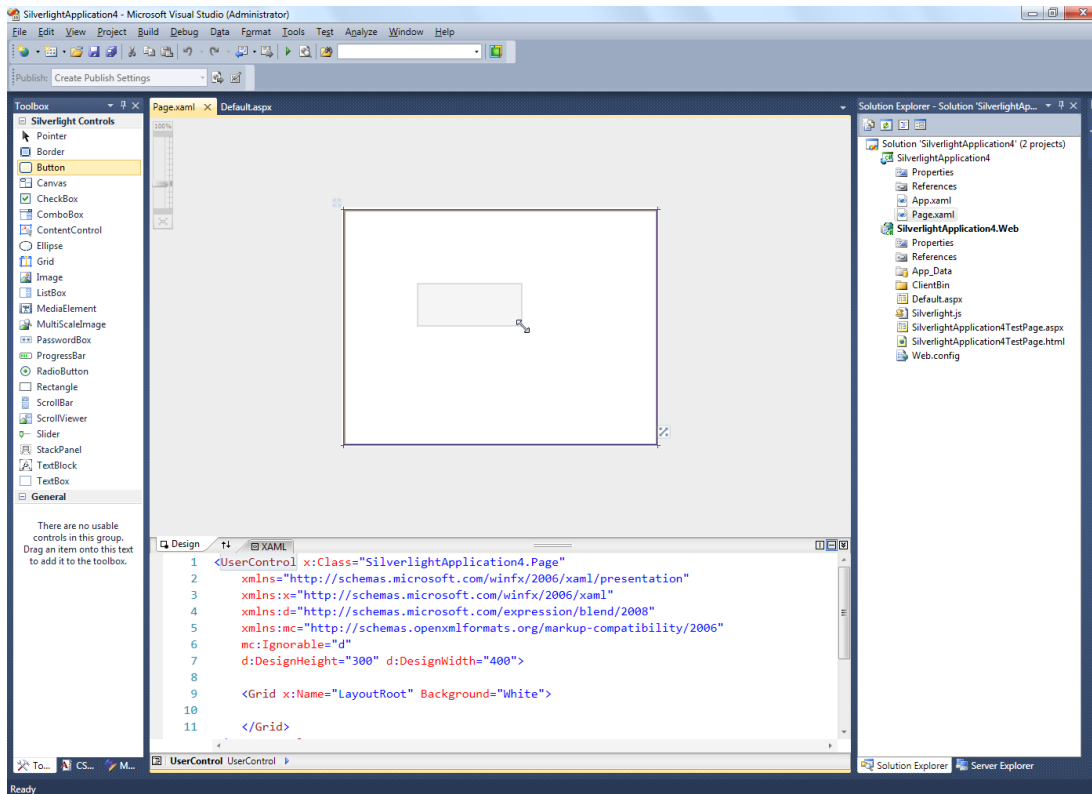 SilverlightApplication4 - Microsoft Visual Studio (Administrator)
File Edit View Project Build Debug Data Format Tools Test Analyze Window Help
Publish: Create Publish Settings
Toolbox
Silverlight Controls
Pointer
Border
Button
Canvas
CheckBox
ComboBox
ContentControl
Ellipse
Grid
Image
ListBox
MediaElement
MultiScaleImage
PasswordBox
ProgressBar
RadioButton
Rectangle
ScrollBar
ScrollViewer
Slider
StackPanel
TextBlock
TextBox
General
There are no usable
controls in this group.
Drag an item onto this text
to add it to the toolbox.
To... CS... M...
Page.xaml Default.aspx
100%
Design XAML
1 <UserControl x:Class="SilverlightApplication4.Page"
2 xmlns="http://schemas.microsoft.com/winfx/2006/xaml/presentation"
3 xmlns:x="http://schemas.microsoft.com/winfx/2006/xaml"
4 xmlns:d="http://schemas.microsoft.com/expression/blend/2008"
5 xmlns:mc="http://schemas.openxmlformats.org/markup-compatibility/2006"
6 mc:Ignorable="d"
7 d:DesignHeight="300" d:DesignWidth="400">
8
9 <Grid x:Name="LayoutRoot" Background="White">
10
11 </Grid>
UserControl UserControl
Solution Explorer - Solution 'SilverlightAp...
Solution 'SilverlightApplication4' (2 projects)
SilverlightApplication4
Properties
References
App.xaml
Page.xaml
SilverlightApplication4.Web
Properties
References
App_Data
ClientBin
Default.aspx
Silverlight.js
SilverlightApplication4TestPage.aspx
SilverlightApplication4TestPage.html
Web.config
Solution Explorer Server Explorer
Ready